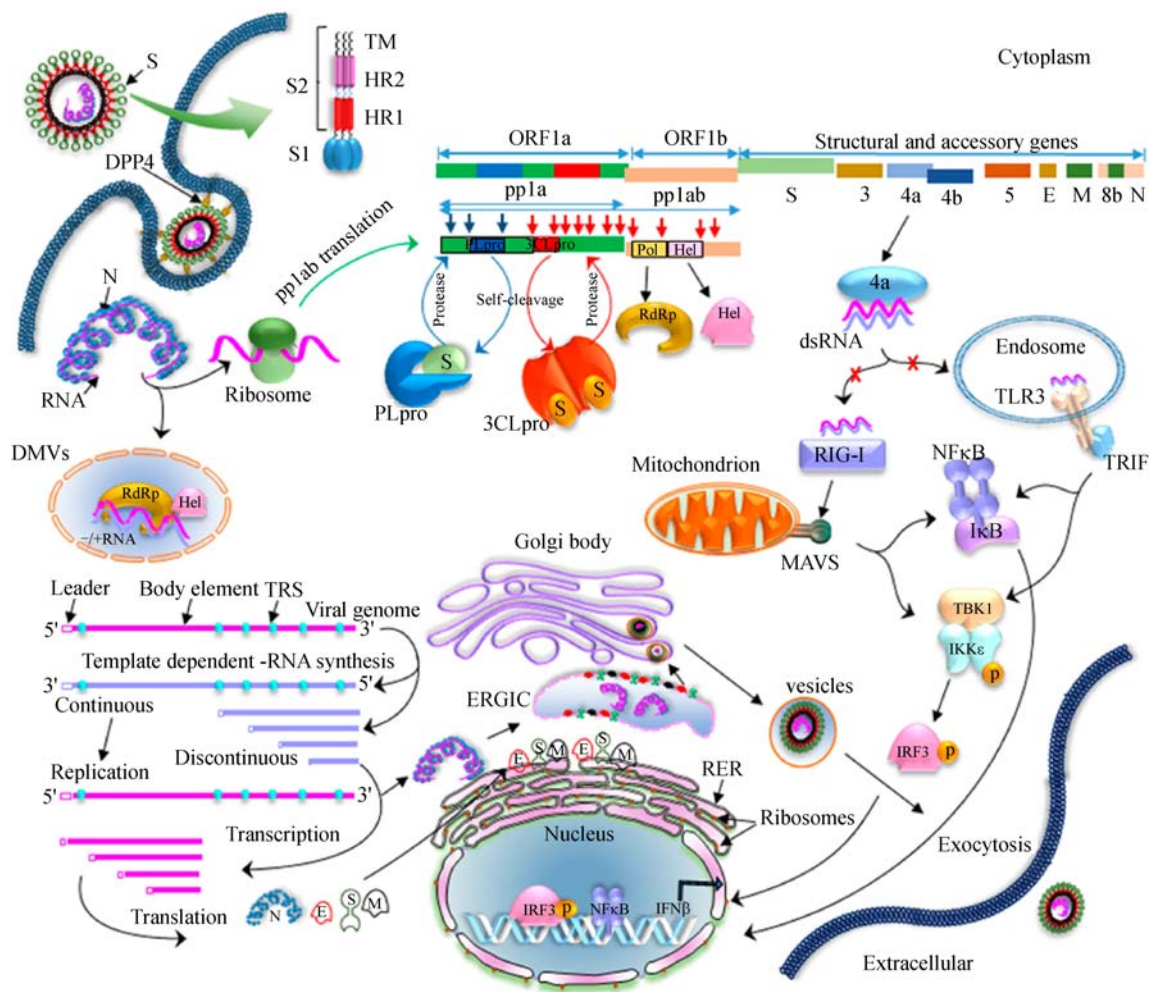 S
TM
S2
HR2
HR1
S1
Cytoplasm
DPP4
ORF1a
ORF1b
Structural and accessory genes
S
3
4a
4b
5
E
M
8b
N
pp1a
pp1ab
PLpro
3CLpro
Pol
Hel
pp1ab translation
N
RNA
Ribosome
Protease
Self-cleavage
Protease
S
PLpro
S
S
3CLpro
RdRp
Hel
4a
dsRNA
Endosome
TLR3
TRIF
RIG-I
NFκB
IκB
Mitochondrion
MAVS
DMVs
RdRp
Hel
−/+RNA
Golgi body
TBK1
IKKε
p
Leader
Body element
TRS
Viral genome
5'
3'
Template dependent -RNA synthesis
3'
5'
Continuous
Discontinuous
Replication
5'
3'
Transcription
Translation
N
E
S
M
ERGIC
vesicles
IRF3
p
E
S
M
E
S
M
RER
Ribosomes
Nucleus
IRF3
p
NFκB
IFNβ
Exocytosis
Extracellular